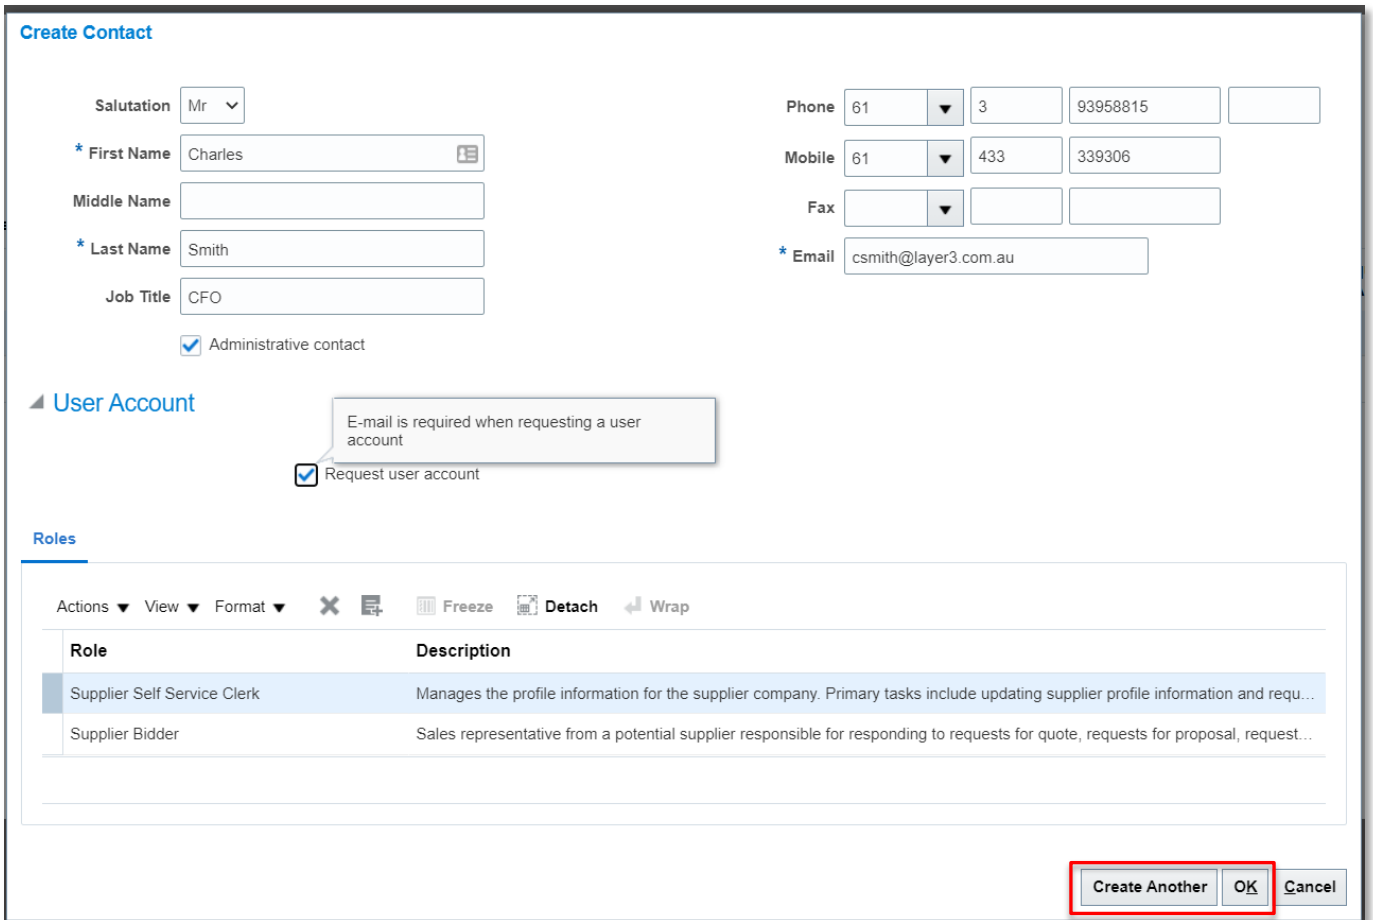 Create Contact
Salutation Mr
* First Name Charles
Middle Name
* Last Name Smith
Job Title CFO
Administrative contact
Phone 61 3 93958815
Mobile 61 433 339306
Fax
* Email csmith@layer3.com.au
User Account
E-mail is required when requesting a user
account
Request user account
Roles
Actions View Format Freeze Detach Wrap
Role Description
Supplier Self Service Clerk Manages the profile information for the supplier company. Primary tasks include updating supplier profile information and requ...
Supplier Bidder Sales representative from a potential supplier responsible for responding to requests for quote, requests for proposal, request...
Create Another OK Cancel